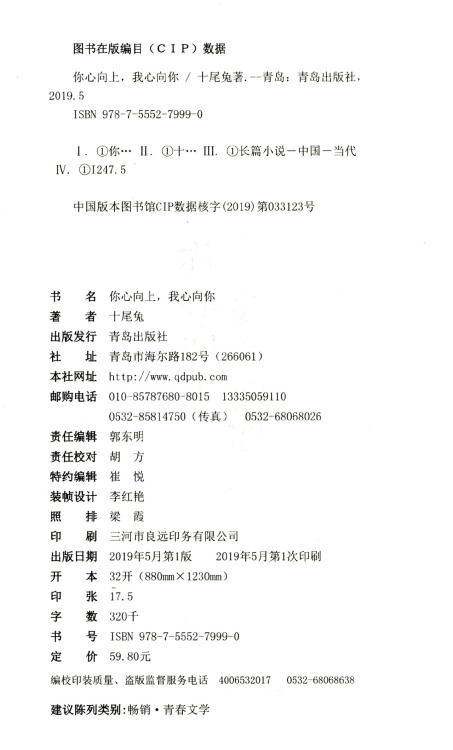 图书在版编目（ＣＩＰ）数据
你心向上，我心向你 / 十尾兔著.--青岛：青岛出版社，
2019.5
ISBN 978-7-5552-7999-0
Ⅰ. ①你… Ⅱ. ①十… Ⅲ. ①长篇小说－中国－当代
Ⅳ. ①I247.5
中国版本图书馆CIP数据核字(2019)第033123号
书　　名　你心向上，我心向你
著　　者　十尾兔
出版发行　青岛出版社
社　　址　青岛市海尔路182号（266061）
本社网址　http://www.qdpub.com
邮购电话　010-85787680-8015　13335059110
0532-85814750（传真）　0532-68068026
责任编辑　郭东明
责任校对　胡　方
特约编辑　崔　悦
装帧设计　李红艳
照　　排　梁　霞
印　　刷　三河市良远印务有限公司
出版日期　2019年5月第1版　　2019年5月第1次印刷
开　　本　32开（880mm×1230mm）
印　　张　17.5
字　　数　320千
书　　号　ISBN 978-7-5552-7999-0
定　　价　59.80元
编校印装质量、盗版监督服务电话　4006532017　0532-68068638
建议陈列类别：畅销·青春文学